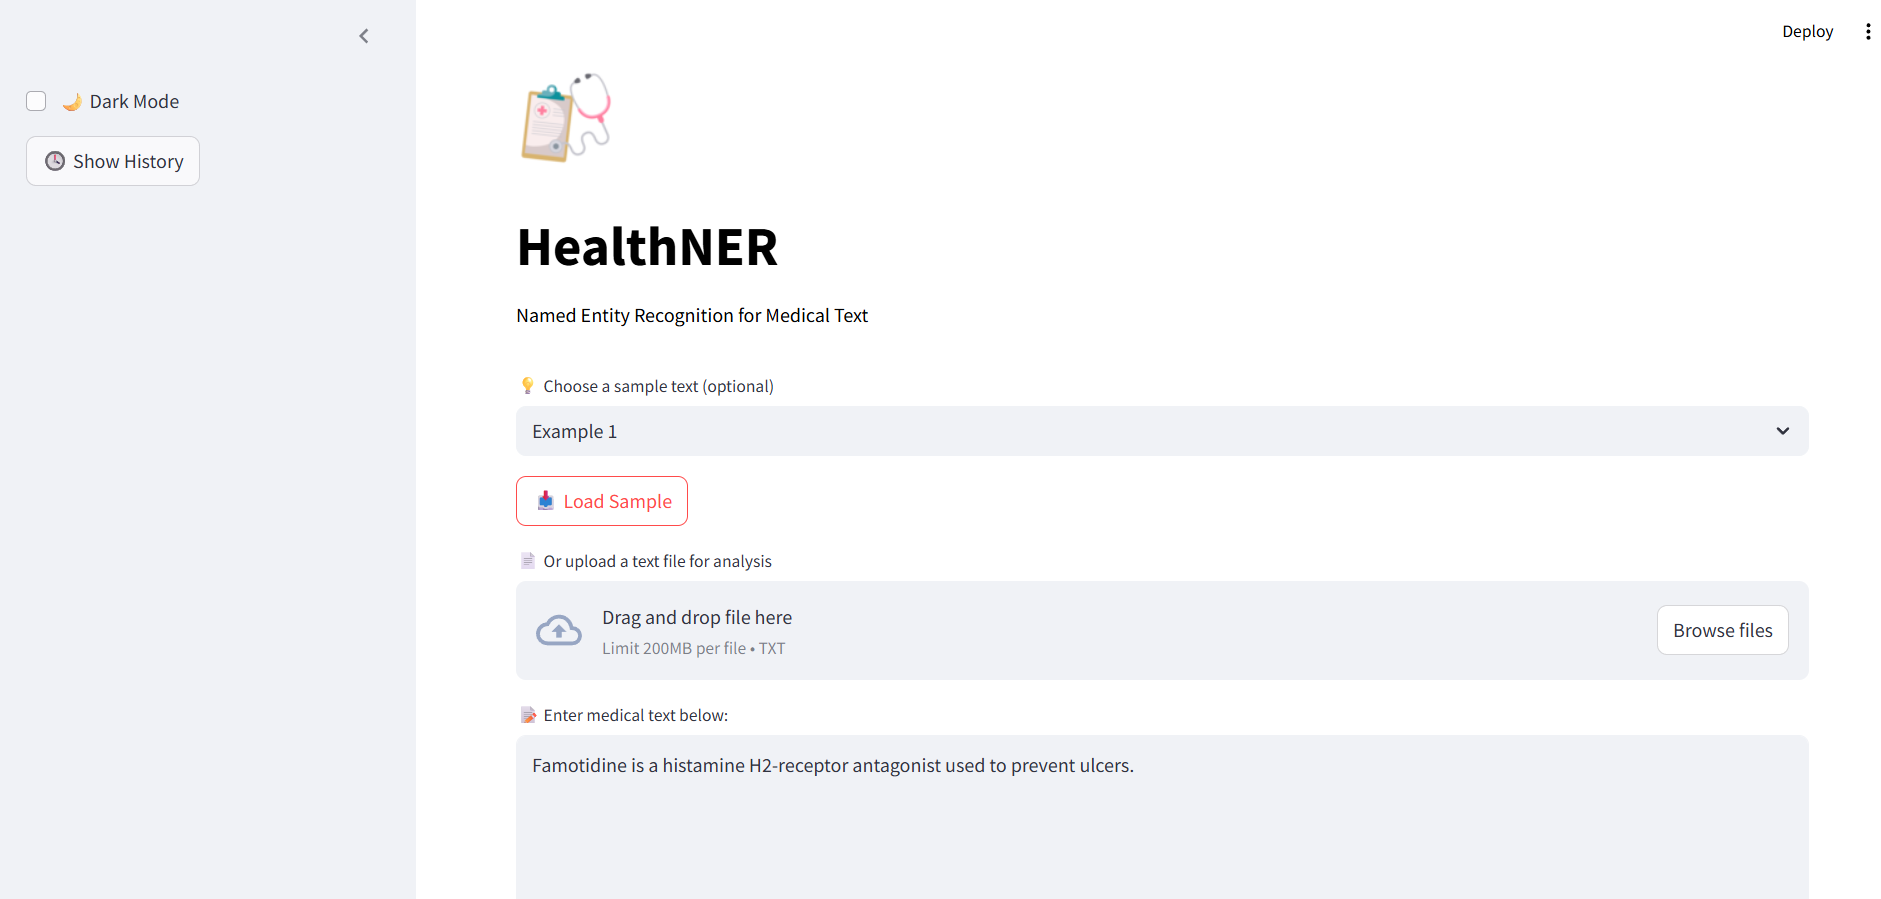 Deploy
Dark Mode
Show History
HealthNER
Named Entity Recognition for Medical Text
Choose a sample text (optional)
Example 1
Load Sample
Or upload a text file for analysis
Drag and drop file here
Limit 200MB per file • TXT
Browse files
Enter medical text below:
Famotidine is a histamine H2-receptor antagonist used to prevent ulcers.